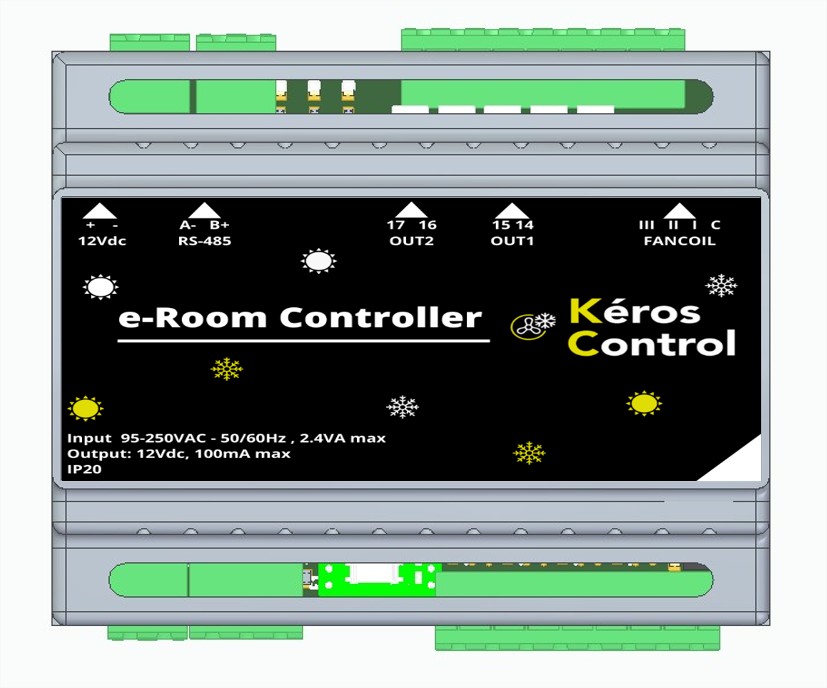 + - A- B+ 17 16 15 14 III II I C
12Vdc RS-485 OUT2 OUT1 FANCOIL
e-Room Controller
Kéros
Control
Input 95-250VAC - 50/60Hz , 2.4VA max
Output: 12Vdc, 100mA max
IP20